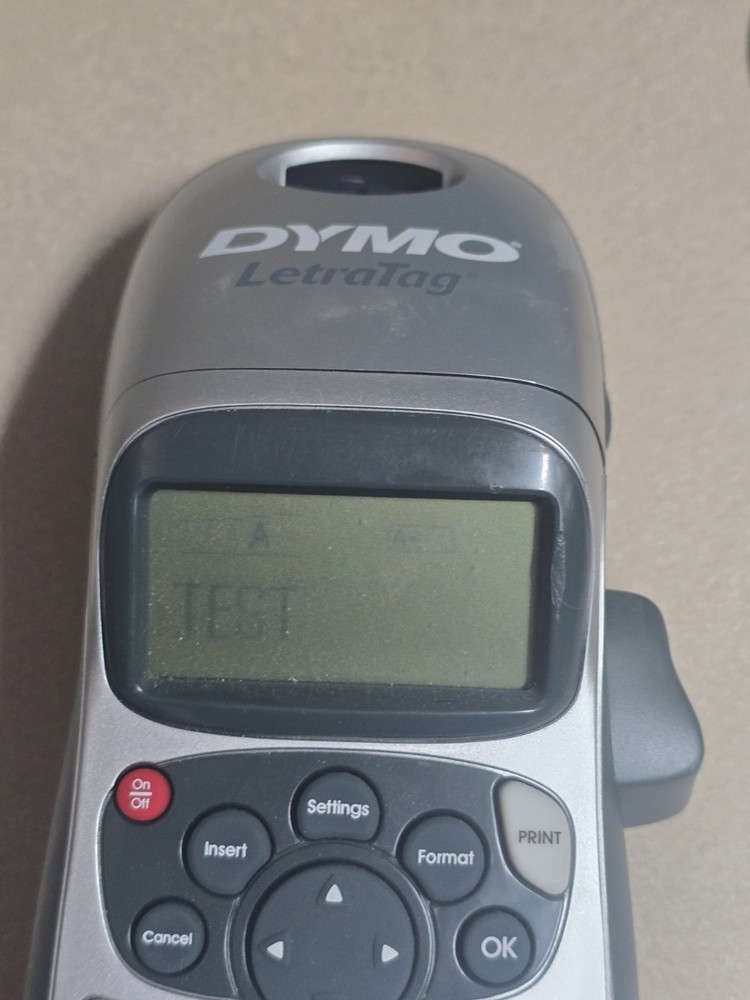 DYMO®
LetraTag®
A
TEST
On
Off
Settings
Insert
Format
PRINT
Cancel
OK